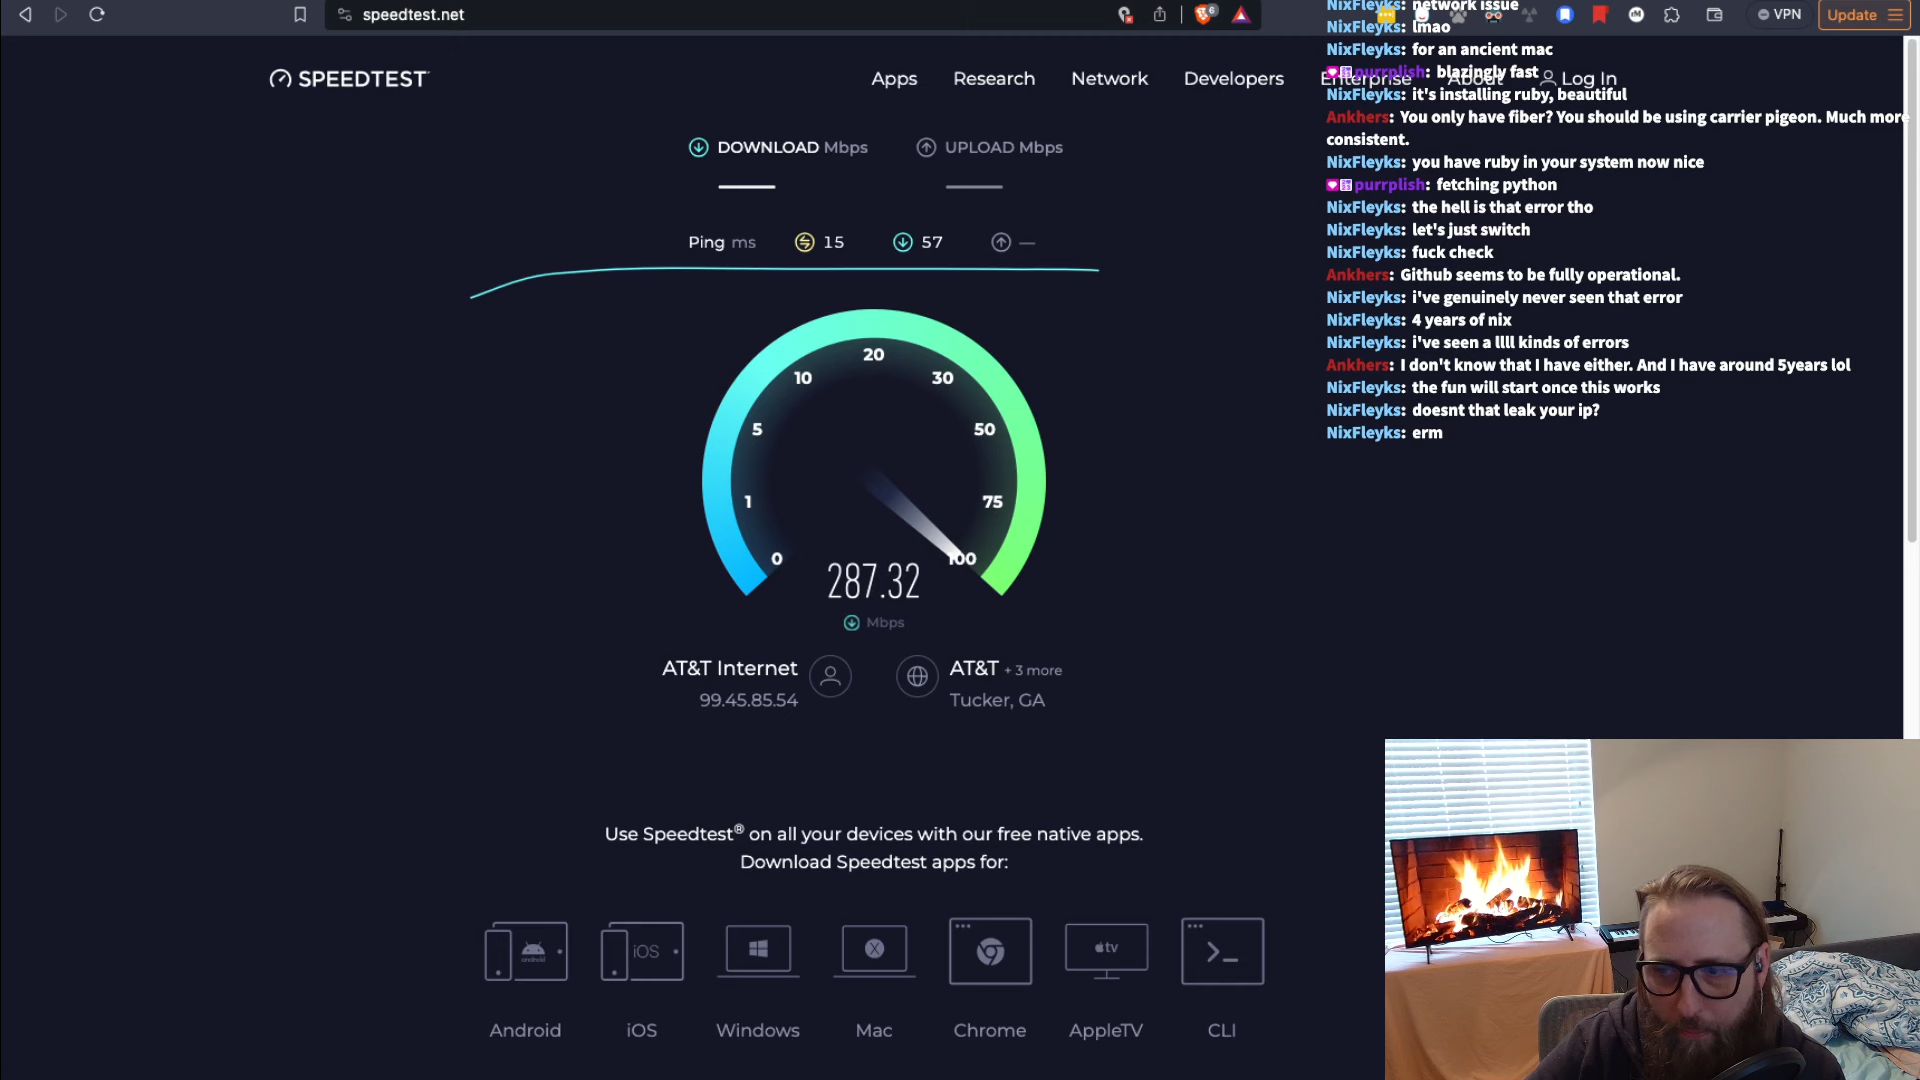 speedtest.net
6
VPN
Update
SPEEDTEST
Apps
Research
Network
Developers
Enterprise
About
Log In
DOWNLOAD Mbps
UPLOAD Mbps
Ping ms
15
57
—
0
1
5
10
20
30
50
75
100
287.32
Mbps
AT&T Internet
99.45.85.54
AT&T + 3 more
Tucker, GA
Use Speedtest® on all your devices with our free native apps.
Download Speedtest apps for:
android
iOS
X
tv
Android
iOS
Windows
Mac
Chrome
AppleTV
CLI
NixFleyks: network issue
NixFleyks: lmao
NixFleyks: for an ancient mac
purrplish: blazingly fast
NixFleyks: it's installing ruby, beautiful
Ankhers: You only have fiber? You should be using carrier pigeon. Much more
consistent.
NixFleyks: you have ruby in your system now nice
purrplish: fetching python
NixFleyks: the hell is that error tho
NixFleyks: let's just switch
NixFleyks: fuck check
Ankhers: Github seems to be fully operational.
NixFleyks: i've genuinely never seen that error
NixFleyks: 4 years of nix
NixFleyks: i've seen a llll kinds of errors
Ankhers: I don't know that I have either. And I have around 5years lol
NixFleyks: the fun will start once this works
NixFleyks: doesnt that leak your ip?
NixFleyks: erm